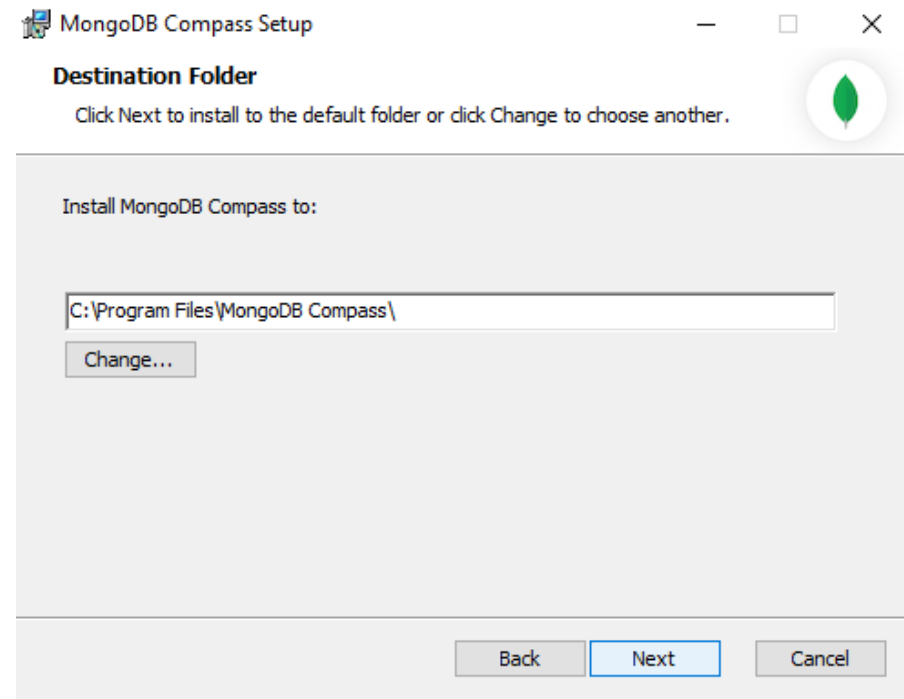 MongoDB Compass Setup
Destination Folder
Click Next to install to the default folder or click Change to choose another.
Install MongoDB Compass to:
C:\Program Files\MongoDB Compass\
Change...
Back Next Cancel